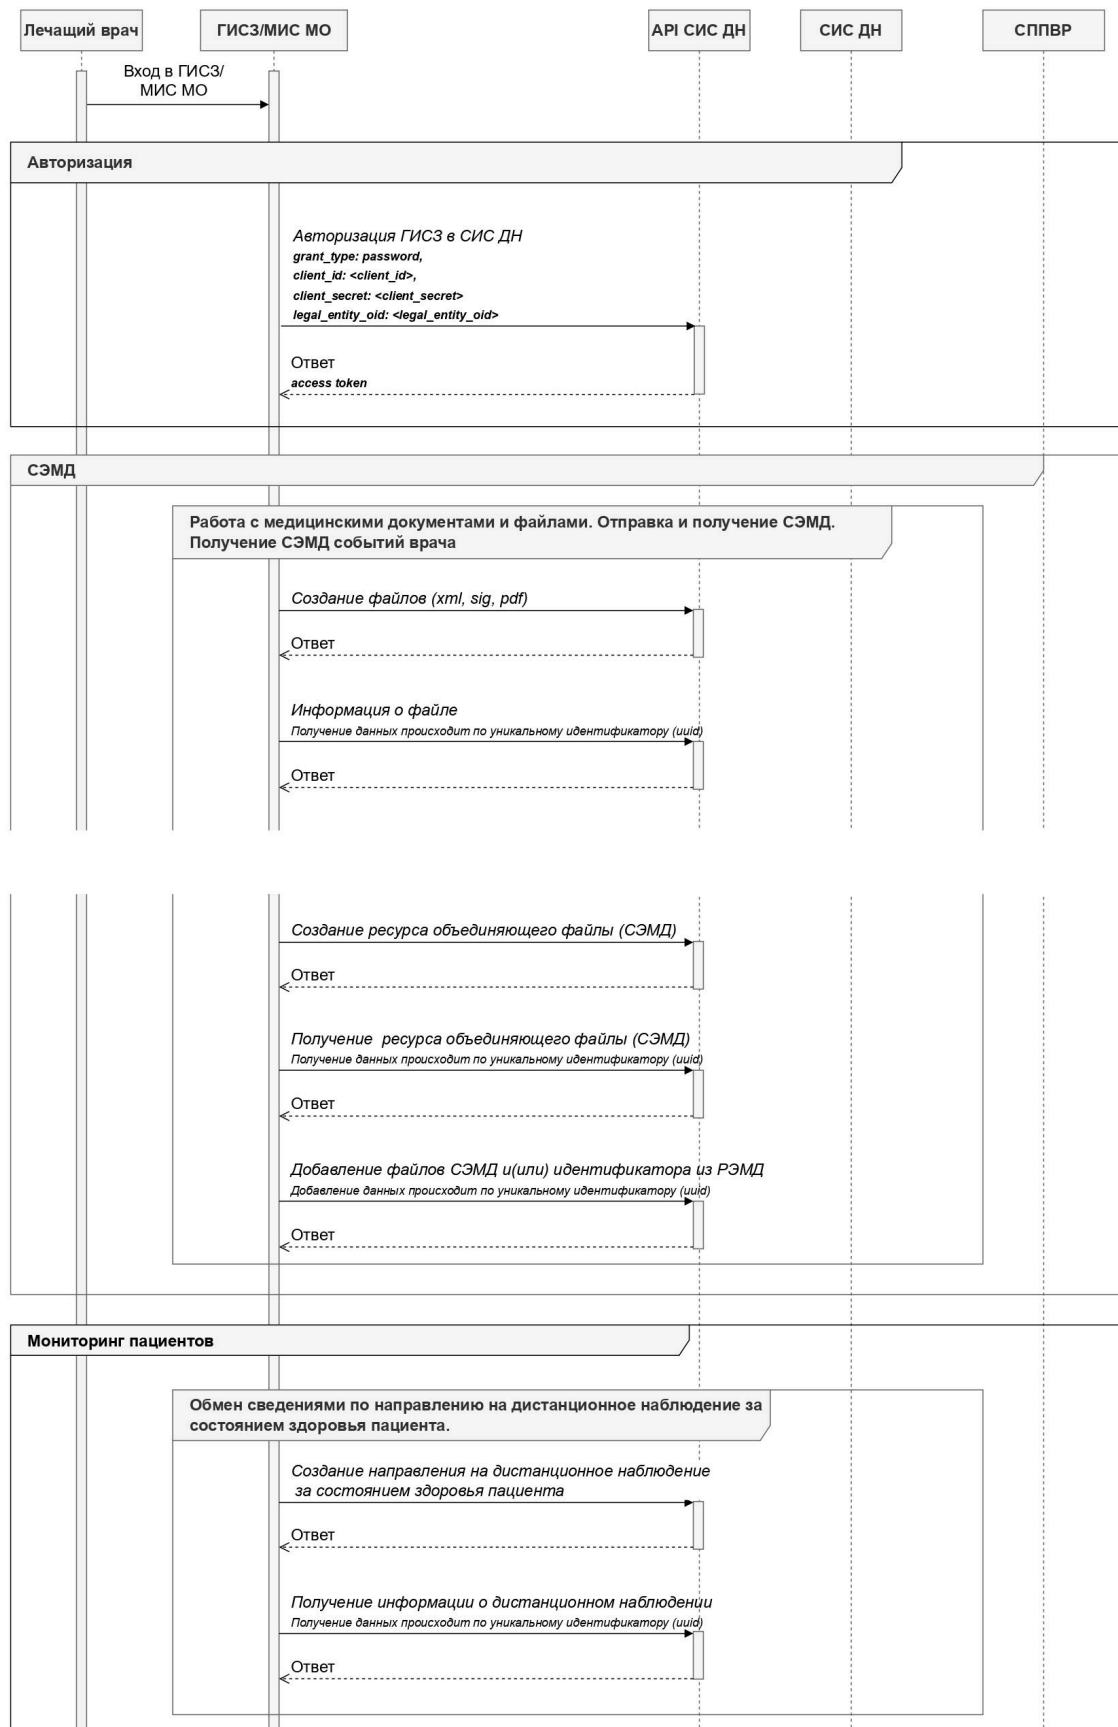 Лечащий врач
ГИСЗ/МИС МО
API СИС ДН
СИС ДН
СППВР
Вход в ГИСЗ/
МИС МО
Авторизация
Авторизация ГИСЗ в СИС ДН
grant_type: password,
client_id: <client_id>,
client_secret: <client_secret>
legal_entity_oid: <legal_entity_oid>
Ответ
access token
СЭМД
Работа с медицинскими документами и файлами. Отправка и получение СЭМД.
Получение СЭМД событий врача
Создание файлов (xml, sig, pdf)
Ответ
Информация о файле
Получение данных происходит по уникальному идентификатору (uuid)
Ответ
Создание ресурса объединяющего файлы (СЭМД)
Ответ
Получение ресурса объединяющего файлы (СЭМД)
Получение данных происходит по уникальному идентификатору (uuid)
Ответ
Добавление файлов СЭМД и(или) идентификатора из РЭМД
Добавление данных происходит по уникальному идентификатору (uuid)
Ответ
Мониторинг пациентов
Обмен сведениями по направлению на дистанционное наблюдение за
состоянием здоровья пациента.
Создание направления на дистанционное наблюдение
за состоянием здоровья пациента
Ответ
Получение информации о дистанционном наблюдении
Получение данных происходит по уникальному идентификатору (uuid)
Ответ